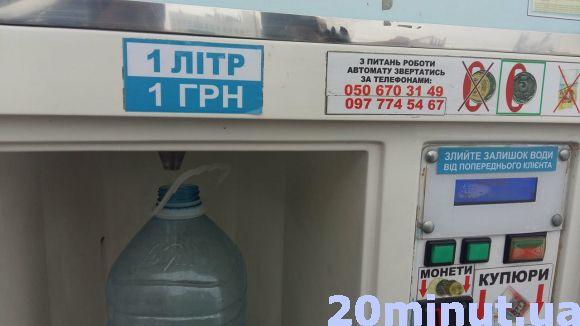 1 ЛІТР
1 ГРН
З ПИТАНЬ РОБОТИ
АВТОМАТУ ЗВЕРТАТИСЬ
ЗА ТЕЛЕФОНАМИ:
050 670 31 49
097 774 54 67
ЗЛИЙТЕ ЗАЛИШОК ВОДИ
ВІД ПОПЕРЕДНЬОГО КЛІЄНТА
МОНЕТИ
КУПЮРИ
20minut.ua